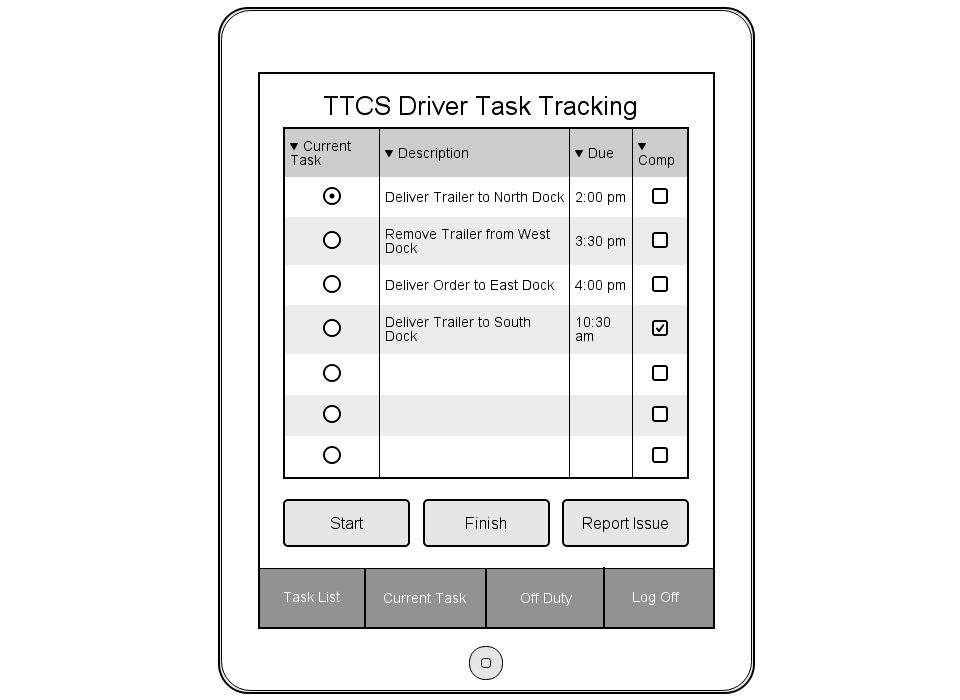 TTCS Driver Task Tracking
▼ Current
Task
▼ Description
▼ Due
▼
Comp
Deliver Trailer to North Dock
2:00 pm
Remove Trailer from West
Dock
3:30 pm
Deliver Order to East Dock
4:00 pm
Deliver Trailer to South
Dock
10:30
am
Start
Finish
Report Issue
Task List
Current Task
Off Duty
Log Off